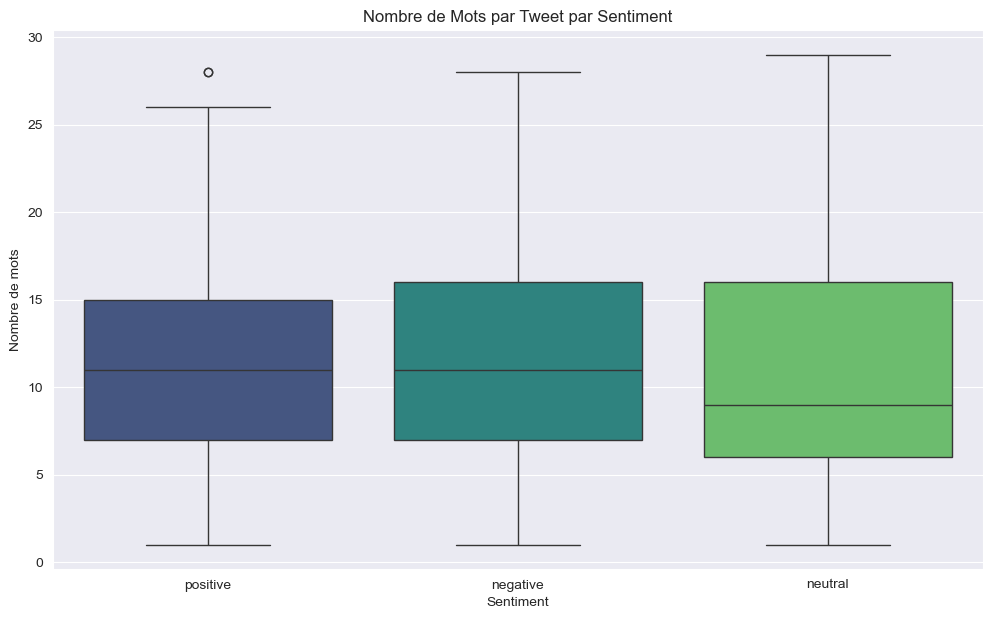 Nombre de Mots par Tweet par Sentiment
Nombre de mots
30
25
20
15
10
5
0
positive negative neutral
Sentiment